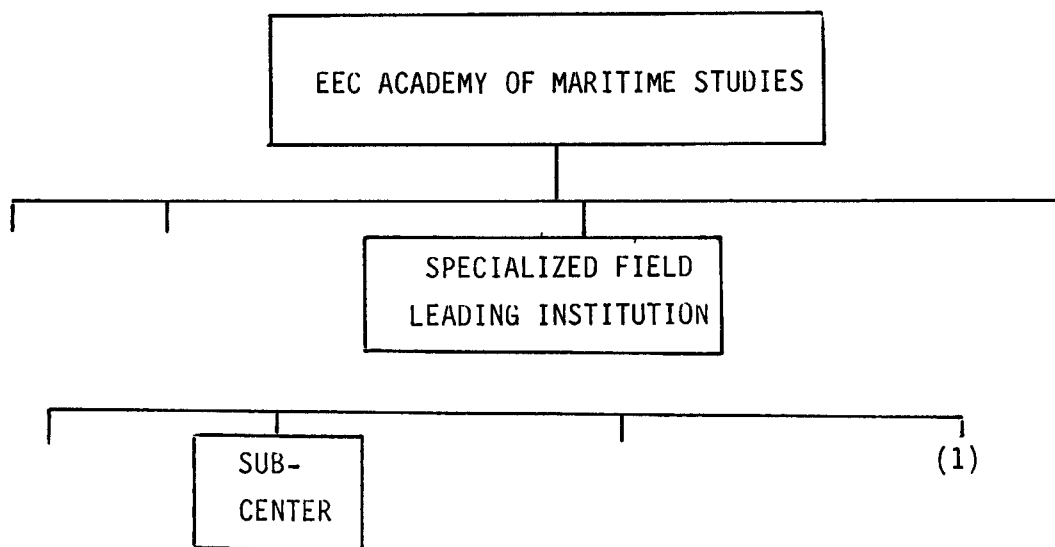 EEC ACADEMY OF MARITIME STUDIES
SPECIALIZED FIELD
LEADING INSTITUTION
(1)
SUB-
CENTER